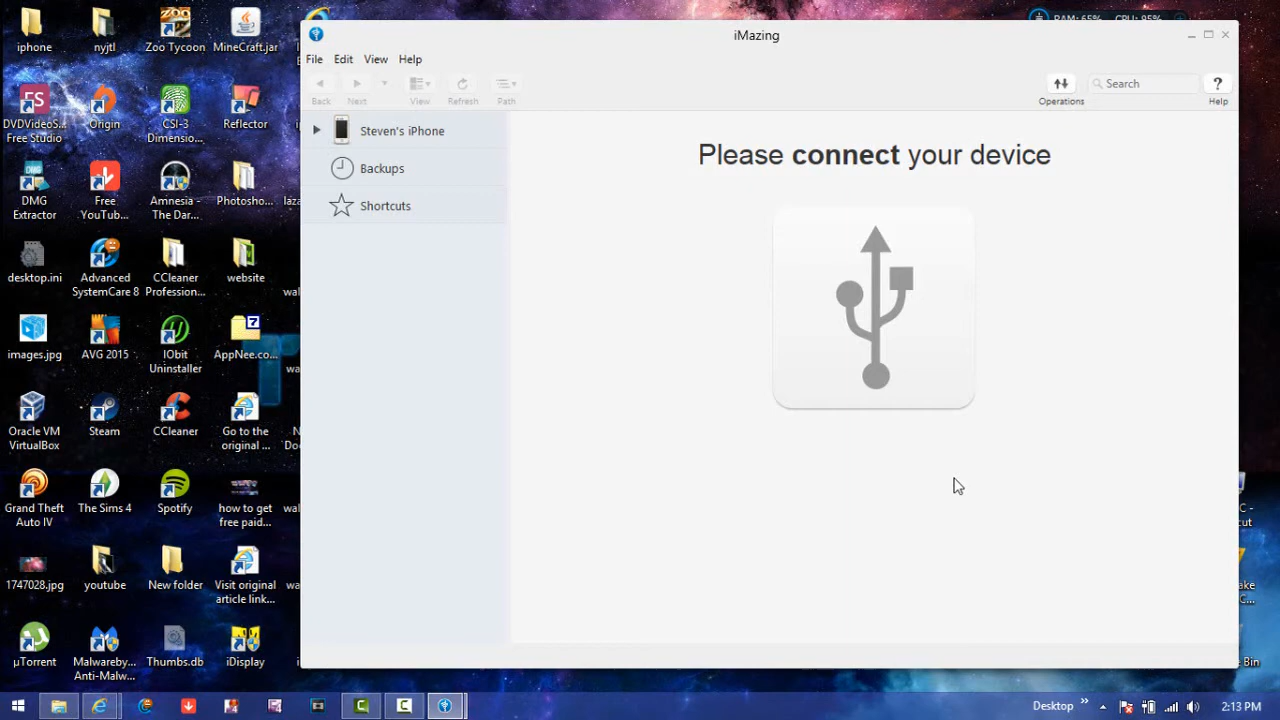 iphone
nyjtl
Zoo Tycoon
MineCraft.jar
DVDVideoS...
Free Studio
Origin
CSI-3
Dimensio...
Reflector
DMG
Extractor
Free
YouTub...
Amnesia -
The Dar...
Photosho...
desktop.ini
Advanced
SystemCare 8
CCleaner
Profession...
website
images.jpg
AVG 2015
IObit
Uninstaller
AppNee.co...
Oracle VM
VirtualBox
Steam
CCleaner
Go to the
original ...
Grand Theft
Auto IV
The Sims 4
Spotify
how to get
free paid...
1747028.jpg
youtube
New folder
Visit original
article link...
µTorrent
Malwareby...
Anti-Malw...
Thumbs.db
iDisplay
RAM: 65% CPU: 95%
iMazing
File Edit View Help
Back Next View Refresh Path
Operations
Search
?
Help
Steven's iPhone
Backups
Shortcuts
Please connect your device
Desktop
2:13 PM